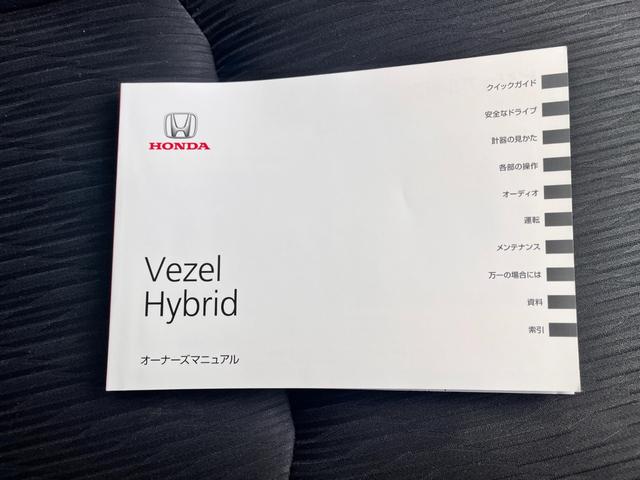 HONDA
Vezel
Hybrid
オーナーズマニュアル
クイックガイド
安全なドライブ
計器の見かた
各部の操作
オーディオ
運転
メンテナンス
万一の場合には
資料
索引